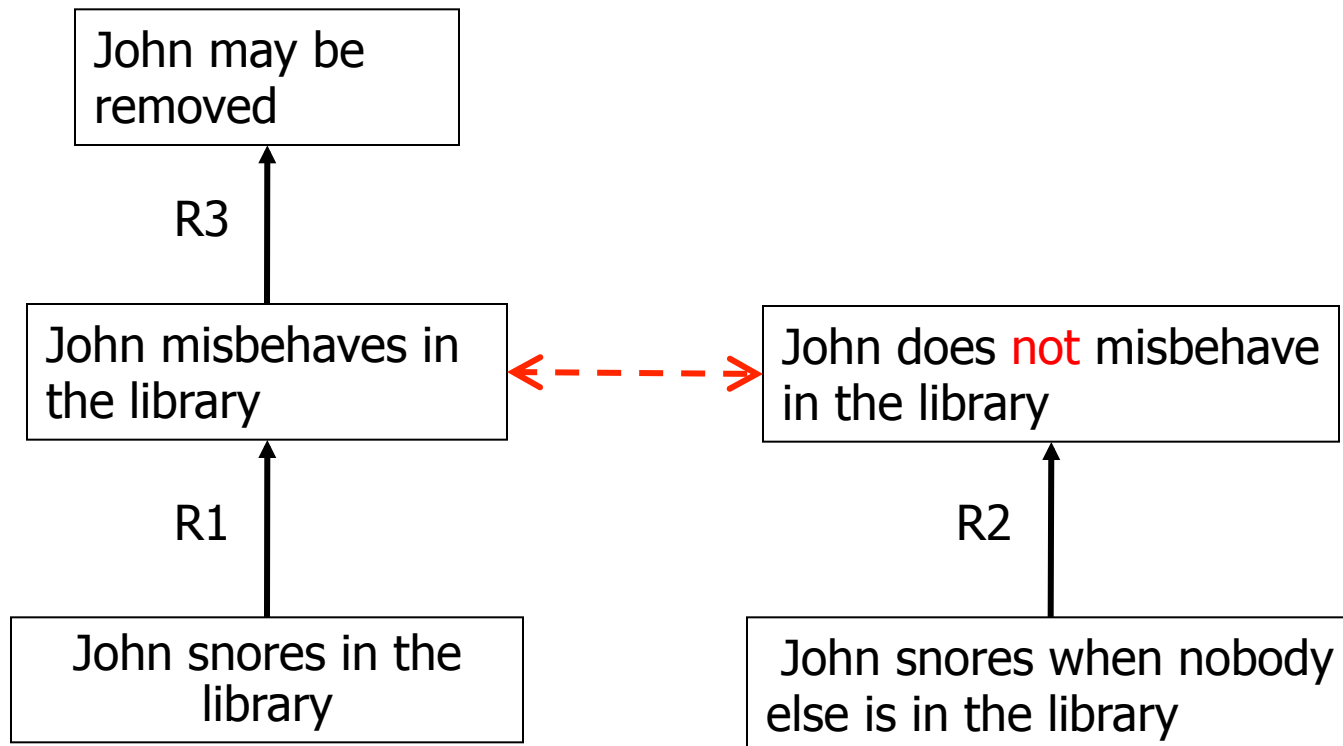 John may be
removed
R3
John misbehaves in
the library
John does not misbehave
in the library
R1
R2
John snores in the
library
John snores when nobody
else is in the library